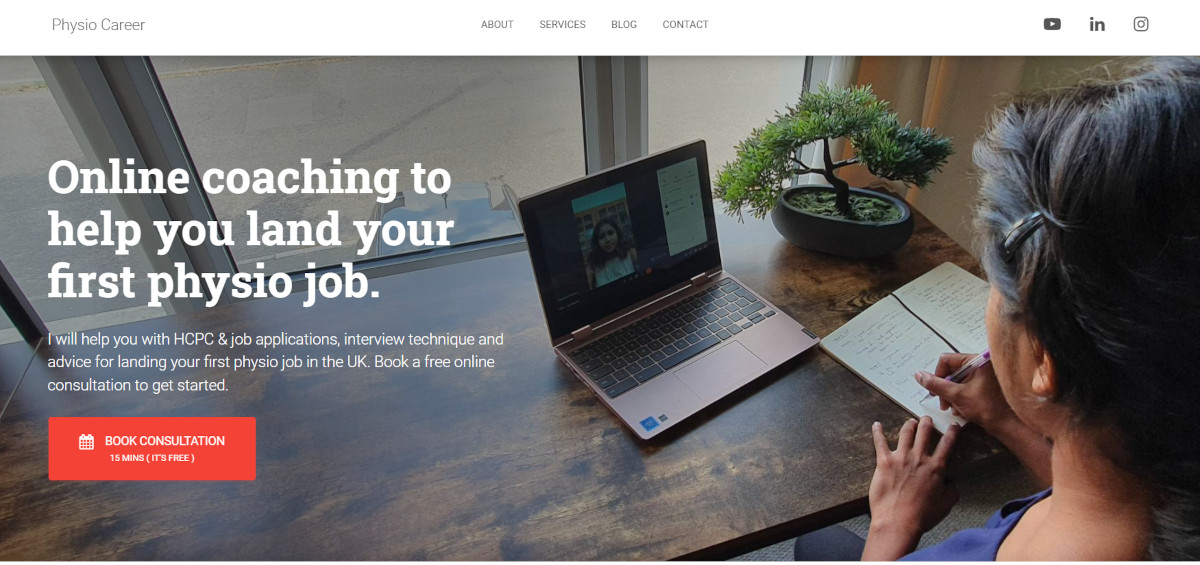 Physio Career
ABOUT SERVICES BLOG CONTACT
Online coaching to
help you land your
first physio job.
I will help you with HCPC & job applications, interview technique and
advice for landing your first physio job in the UK. Book a free online
consultation to get started.
BOOK CONSULTATION
15 MINS ( IT'S FREE )